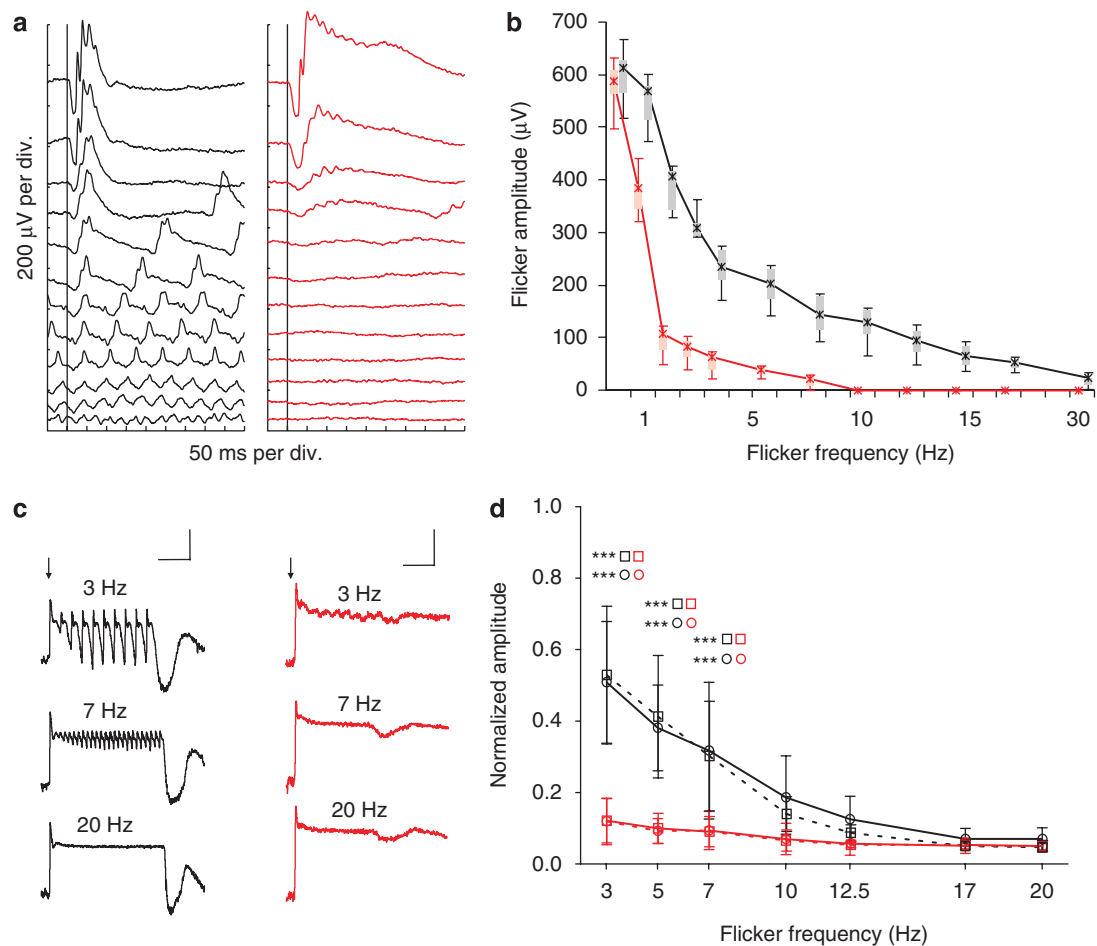 a
200 µV per div.
50 ms per div.
b
700
600
500
400
300
200
100
0
Flicker amplitude (µV)
1 5 10 15 30
Flicker frequency (Hz)
c
3 Hz 3 Hz
7 Hz 7 Hz
20 Hz 20 Hz
d
1.0
0.8
0.6
0.4
0.2
0.0
Normalized amplitude
***
***
***
***
***
***
3 5 7 10 12.5 17 20
Flicker frequency (Hz)